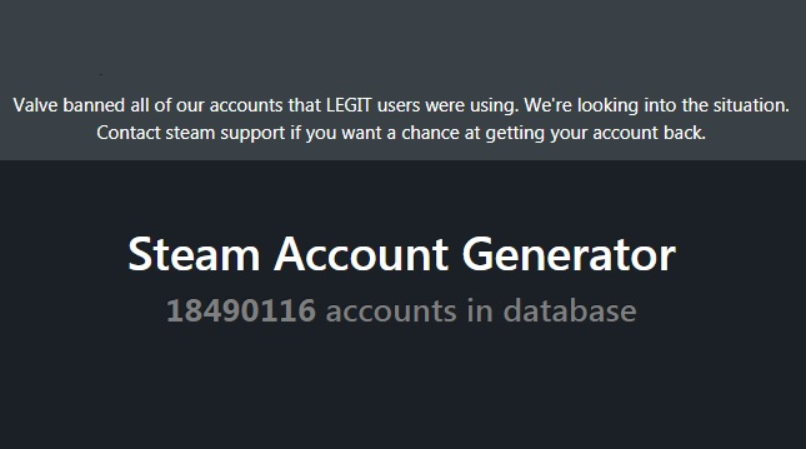 Valve banned all of our accounts that LEGIT users were using. We're looking into the situation.
Contact steam support if you want a chance at getting your account back.
Steam Account Generator
18490116 accounts in database